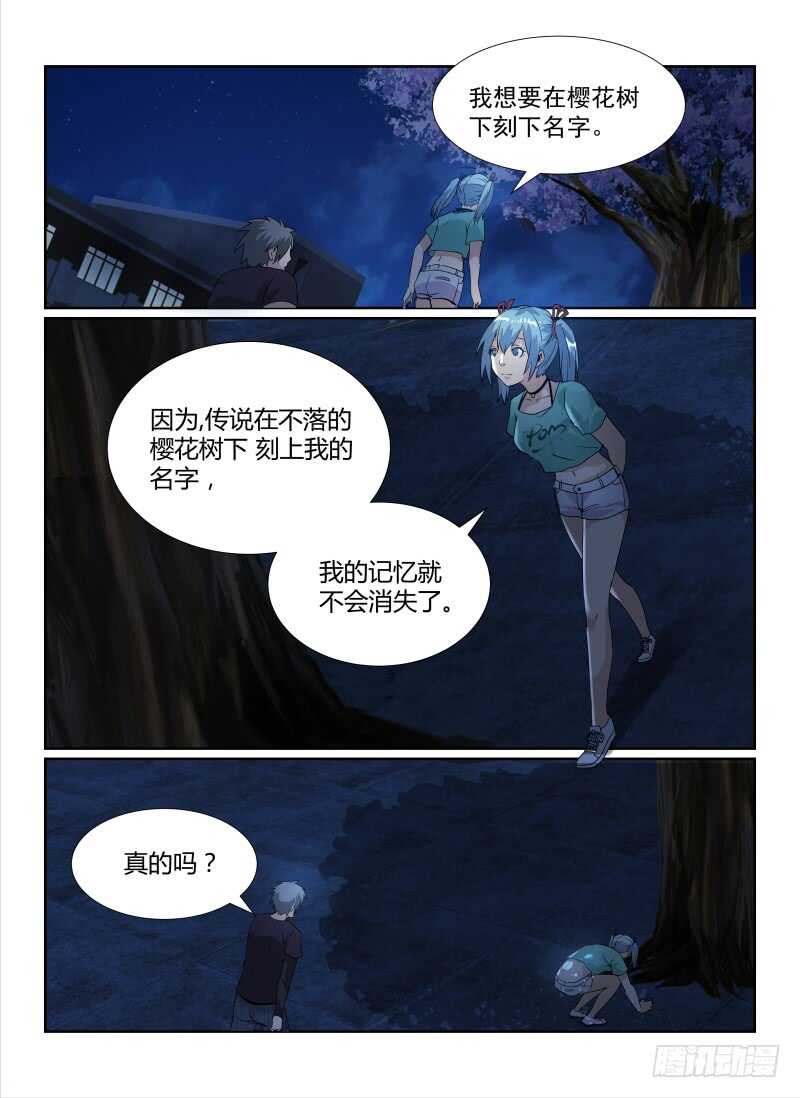 我想要在樱花树
下刻下名字。
因为,传说在不落的
樱花树下 刻上我的
名字，
Pom
我的记忆就
不会消失了。
真的吗？
腾讯动漫